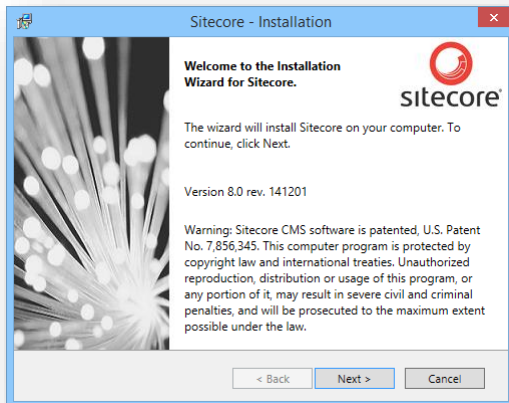 Sitecore - Installation
Welcome to the Installation
Wizard for Sitecore.
sitecore
The wizard will install Sitecore on your computer. To
continue, click Next.
Version 8.0 rev. 141201
Warning: Sitecore CMS software is patented, U.S. Patent
No. 7,856,345. This computer program is protected by
copyright law and international treaties. Unauthorized
reproduction, distribution or usage of this program, or
any portion of it, may result in severe civil and criminal
penalties, and will be prosecuted to the maximum extent
possible under the law.
< Back Next > Cancel